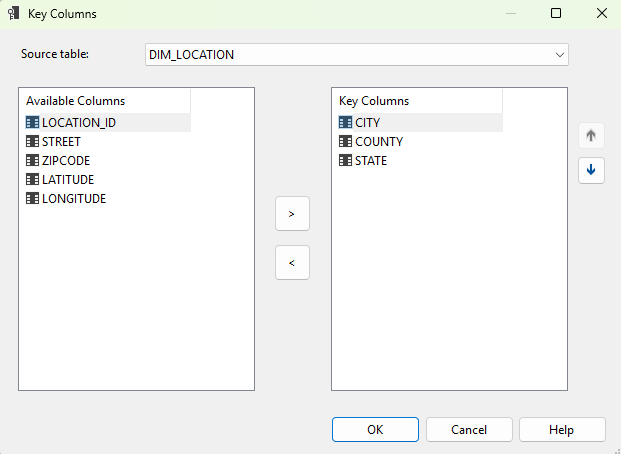 Key Columns
Source table: DIM_LOCATION
Available Columns
LOCATION_ID
STREET
ZIPCODE
LATITUDE
LONGITUDE
>
<
Key Columns
CITY
COUNTY
STATE
OK Cancel Help